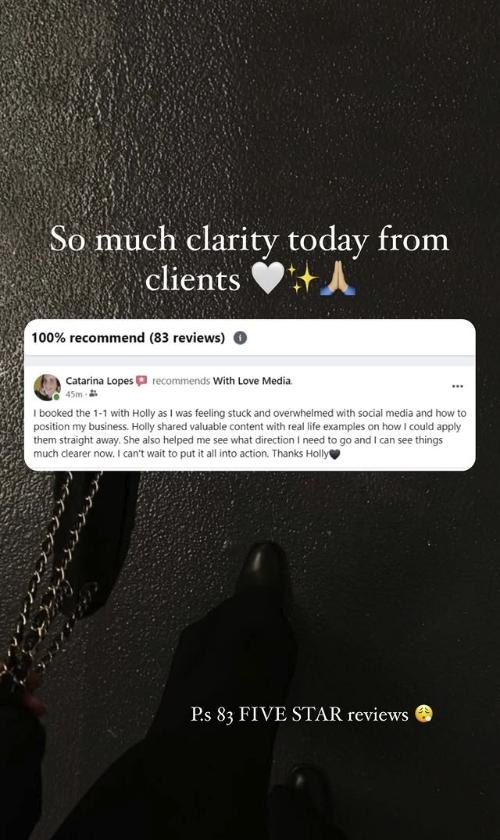 So much clarity today from
clients 🤍✨🙏🏼
100% recommend (83 reviews)
Catarina Lopes recommends With Love Media.
45m ·
I booked the 1-1 with Holly as I was feeling stuck and overwhelmed with social media and how to
position my business. Holly shared valuable content with real life examples on how I could apply
them straight away. She also helped me see what direction I need to go and I can see things
much clearer now. I can't wait to put it all into action. Thanks Holly🖤
P.s 83 FIVE STAR reviews 😮‍💨